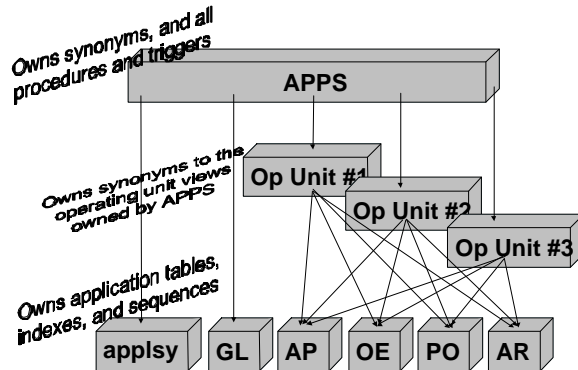 Owns synonyms, and all
procedures and triggers
APPS
Owns synonyms to the
operating unit views
owned by APPS
Op Unit #1
Op Unit #2
Op Unit #3
Owns application tables,
indexes, and sequences
applsy
GL
AP
OE
PO
AR